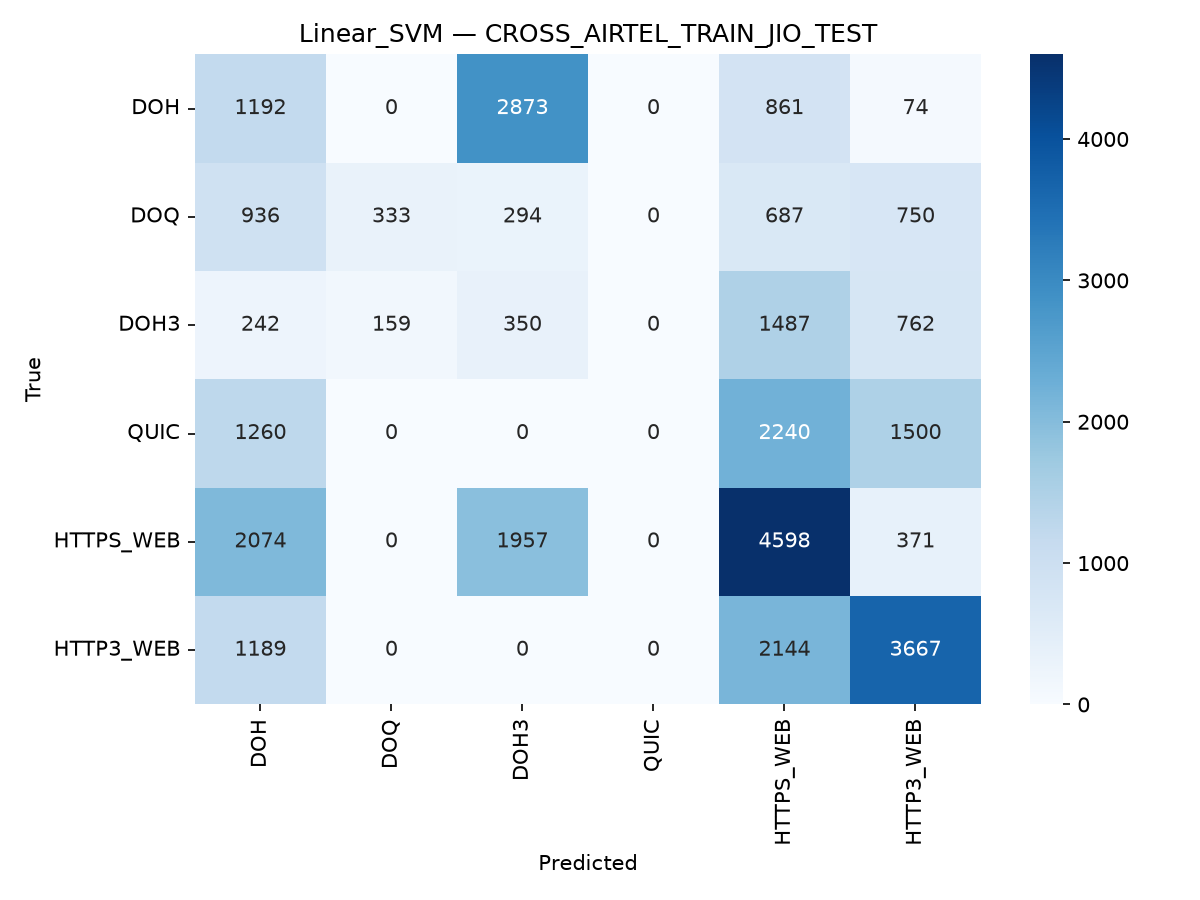 Linear_SVM — CROSS_AIRTEL_TRAIN_JIO_TEST
True
DOH 1192 0 2873 0 861 74
DOQ 936 333 294 0 687 750
DOH3 242 159 350 0 1487 762
QUIC 1260 0 0 0 2240 1500
HTTPS_WEB 2074 0 1957 0 4598 371
HTTP3_WEB 1189 0 0 0 2144 3667
DOH DOQ DOH3 QUIC HTTPS_WEB HTTP3_WEB
Predicted
4000
3000
2000
1000
0